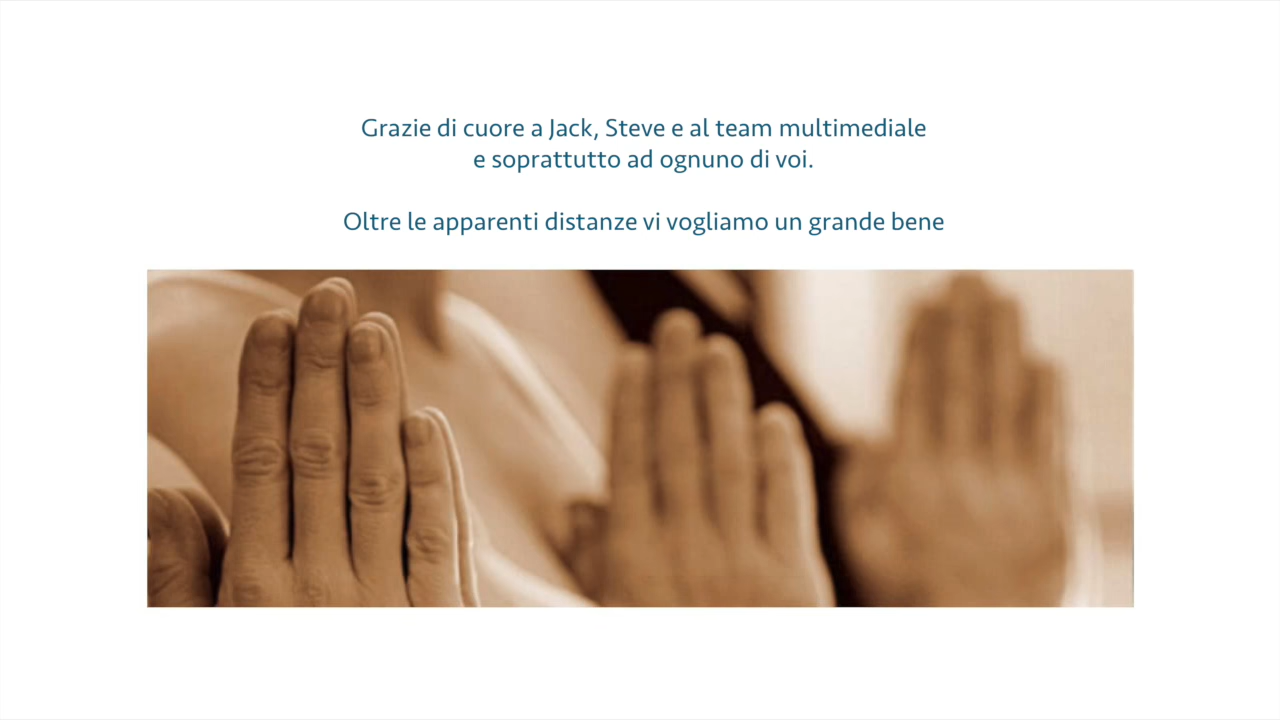 Grazie di cuore a Jack, Steve e al team multimediale
e soprattutto ad ognuno di voi.
Oltre le apparenti distanze vi vogliamo un grande bene